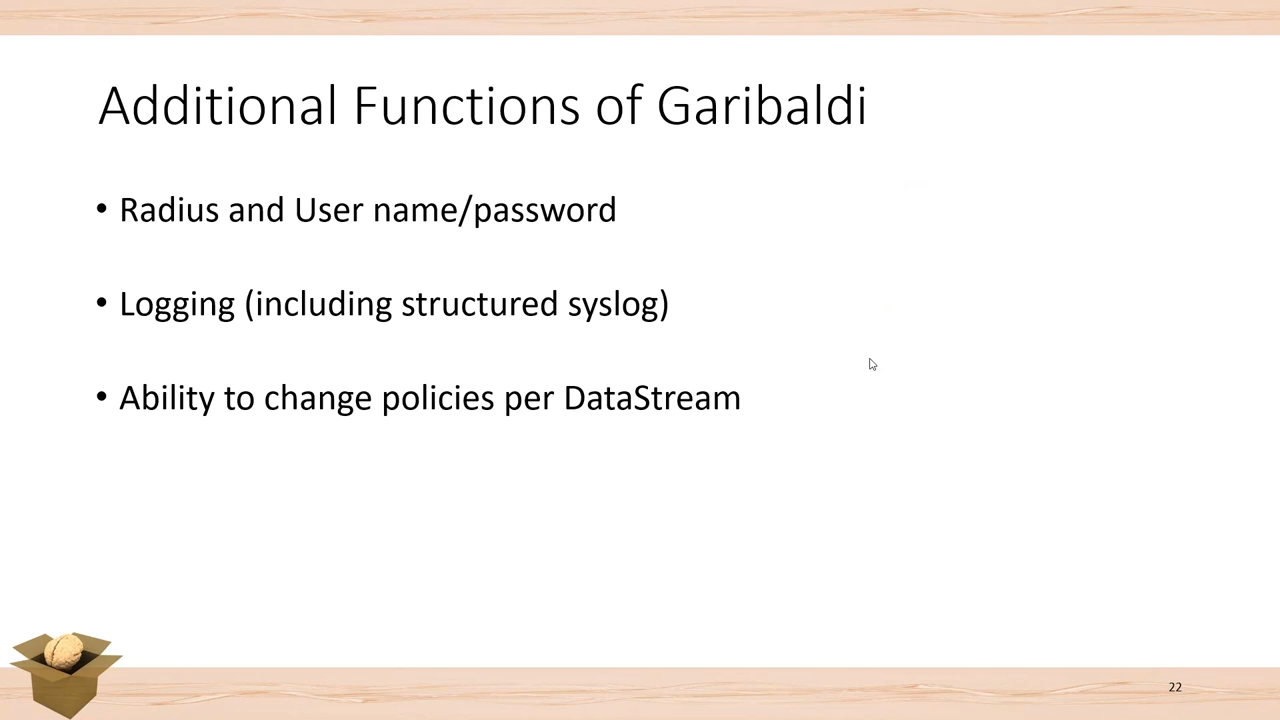 Additional Functions of Garibaldi
• Radius and User name/password
• Logging (including structured syslog)
• Ability to change policies per DataStream
22